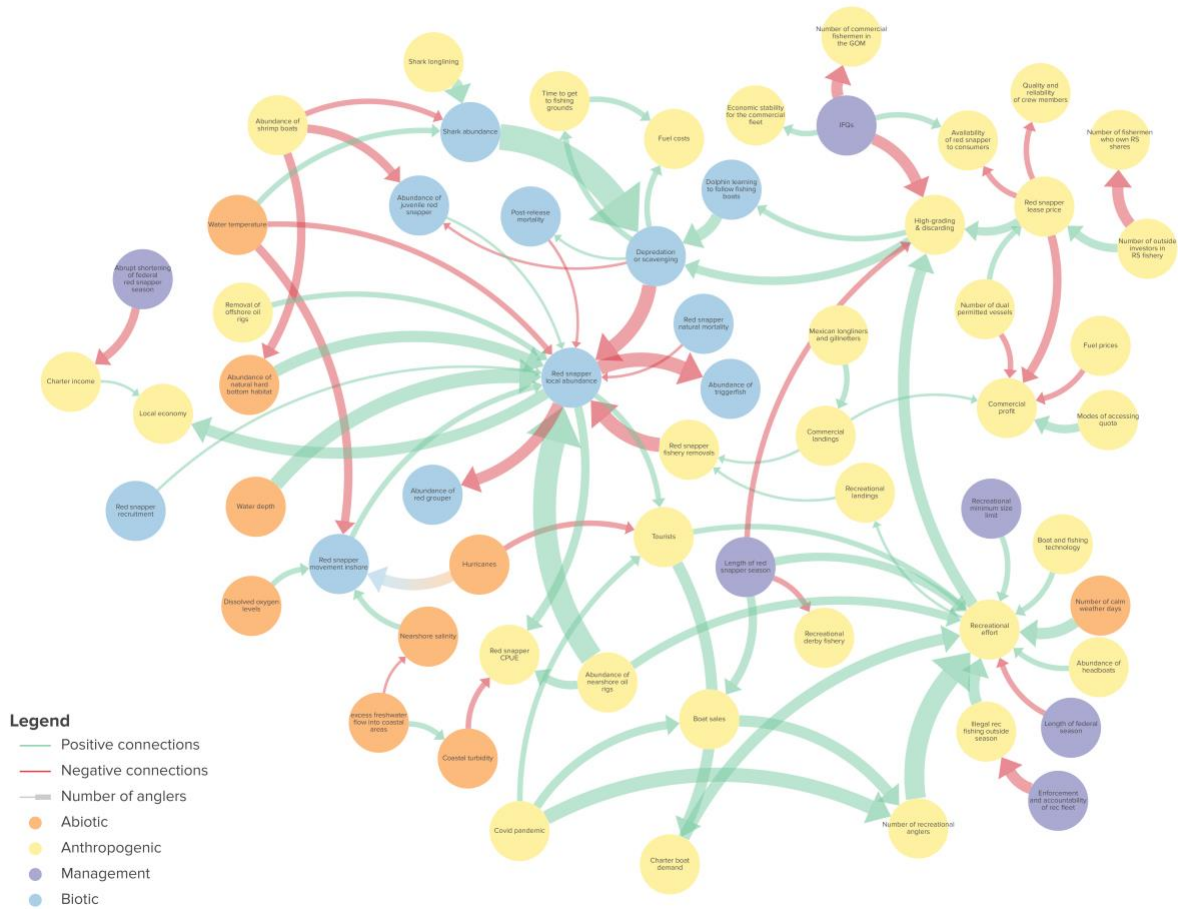 Number of commercial
fishermen in
the GOM
Shark longlining
Time to get
to fishing
grounds
Quality and
reliability
of crew members
Economic stability
for the commercial
fleet
IFQs
Abundance of
shrimp boats
Shark abundance
Fuel costs
Availability
of red snapper
to consumers
Number of fishermen
who own RS
shares
Dolphin learning
to follow fishing
boats
Abundance of
juvenile red
snapper
Post-release
mortality
Water temperature
High-grading
& discarding
Red snapper
lease price
Number of outside
investors in
RS fishery
Depredation
or scavenging
Abrupt shortening
of federal
red snapper
season
Removal of
offshore oil
rigs
Red snapper
natural mortality
Number of dual
permitted vessels
Mexican longliners
and gillnetters
Fuel prices
Charter income
Abundance of
natural hard
bottom habitat
Red snapper
local abundance
Abundance of
triggerfish
Local economy
Commercial
profit
Modes of accessing
quota
Commercial
landings
Red snapper
fishery removals
Red snapper
recruitment
Water depth
Abundance of
red grouper
Recreational
landings
Recreational
minimum size
limit
Tourists
Boat and fishing
technology
Red snapper
movement inshore
Hurricanes
Length of red
snapper season
Dissolved oxygen
levels
Number of calm
weather days
Nearshore salinity
Recreational
derby fishery
Recreational
effort
Red snapper
CPUE
Abundance of
nearshore oil
rigs
Abundance of
headboats
excess freshwater
flow into coastal
areas
Boat sales
Illegal rec
fishing outside
season
Length of federal
season
Coastal turbidity
Enforcement
and accountability
of rec fleet
Covid pandemic
Number of recreational
anglers
Charter boat
demand
Legend
Positive connections
Negative connections
Number of anglers
Abiotic
Anthropogenic
Management
Biotic